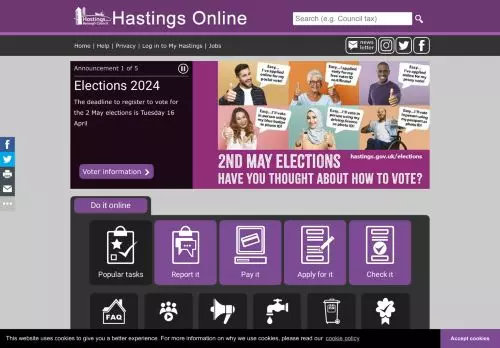 Hastings
Borough Council
Hastings Online
Search (e.g. Council tax)
Home | Help | Privacy | Log in to My Hastings | Jobs
news
letter
Announcement 1 of 5
Elections 2024
The deadline to register to vote for
the 2 May elections is Tuesday 16
April
Voter information
Easy...
I've applied
online for my
postal vote!
Easy...I applied
early for my
free voter ID
certificate!
Easy...I've
applied online
for my proxy vote!
Easy...I'll vote
in person using
my blue badge
as photo ID!
Easy...I'll vote in
person using my
driving licence
as photo ID!
Easy...I'll vote
in person using
my passport
as photo ID!
2ND MAY ELECTIONS
hastings.gov.uk/elections
HAVE YOU THOUGHT ABOUT HOW TO VOTE?
Do it online
Popular tasks
Report it
Pay it
Apply for it
Check it
FAQ
This website uses cookies to give you a better experience. For more information on why we use cookies, please read our cookie policy
Accept cookies